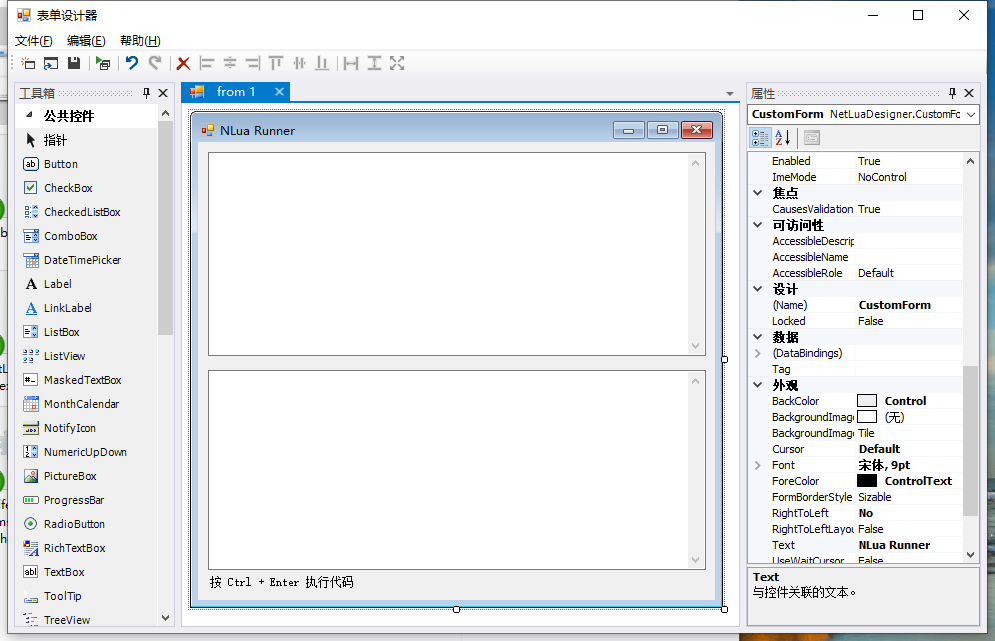 表单设计器
文件(F) 编辑(E) 帮助(H)
工具箱
公共控件
指针
Button
CheckBox
CheckedListBox
ComboBox
DateTimePicker
Label
LinkLabel
ListBox
ListView
MaskedTextBox
MonthCalendar
NotifyIcon
NumericUpDown
PictureBox
ProgressBar
RadioButton
RichTextBox
TextBox
ToolTip
TreeView
from 1
NLua Runner
按 Ctrl + Enter 执行代码
属性
CustomForm NetLuaDesigner.CustomFo
Enabled True
ImeMode NoControl
焦点
CausesValidation True
可访问性
AccessibleDescrip
AccessibleName
AccessibleRole Default
设计
(Name) CustomForm
Locked False
数据
(DataBindings)
Tag
外观
BackColor Control
BackgroundImag (无)
BackgroundImag Tile
Cursor Default
Font 宋体, 9pt
ForeColor ControlText
FormBorderStyle Sizable
RightToLeft No
RightToLeftLayou False
Text NLua Runner
UseWaitCursor False
Text
与控件关联的文本。